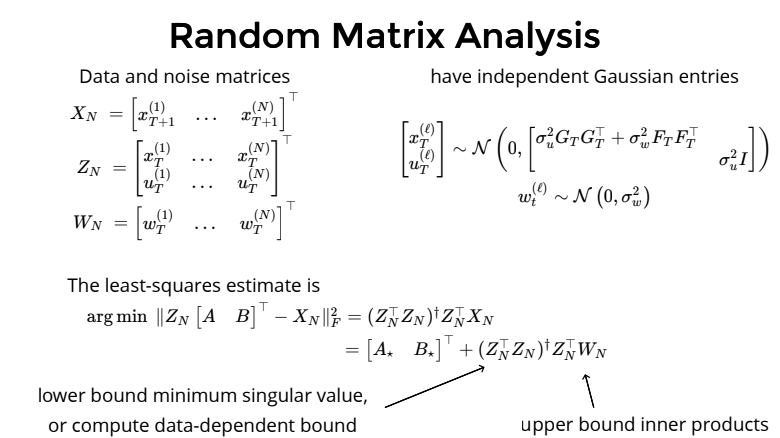 Random Matrix Analysis
Data and noise matrices
$X_N = \begin{bmatrix} x_{T+1}^{(1)} & \dots & x_{T+1}^{(N)} \end{bmatrix}^\top$
$Z_N = \begin{bmatrix} x_T^{(1)} & \dots & x_T^{(N)} \\ u_T^{(1)} & \dots & u_T^{(N)} \end{bmatrix}^\top$
$W_N = \begin{bmatrix} w_T^{(1)} & \dots & w_T^{(N)} \end{bmatrix}^\top$
have independent Gaussian entries
$\begin{bmatrix} x_T^{(\ell)} \\ u_T^{(\ell)} \end{bmatrix} \sim \mathcal{N}\left(0, \begin{bmatrix} \sigma_u^2 G_T G_T^\top + \sigma_w^2 F_T F_T^\top & \\ & \sigma_u^2 I \end{bmatrix}\right)$
$w_t^{(\ell)} \sim \mathcal{N}\left(0, \sigma_w^2\right)$
The least-squares estimate is
$\arg\min \|Z_N \begin{bmatrix} A & B \end{bmatrix}^\top - X_N\|_F^2 = (Z_N^\top Z_N)^\dagger Z_N^\top X_N$
$= \begin{bmatrix} A_\star & B_\star \end{bmatrix}^\top + (Z_N^\top Z_N)^\dagger Z_N^\top W_N$
lower bound minimum singular value,
or compute data-dependent bound
upper bound inner products